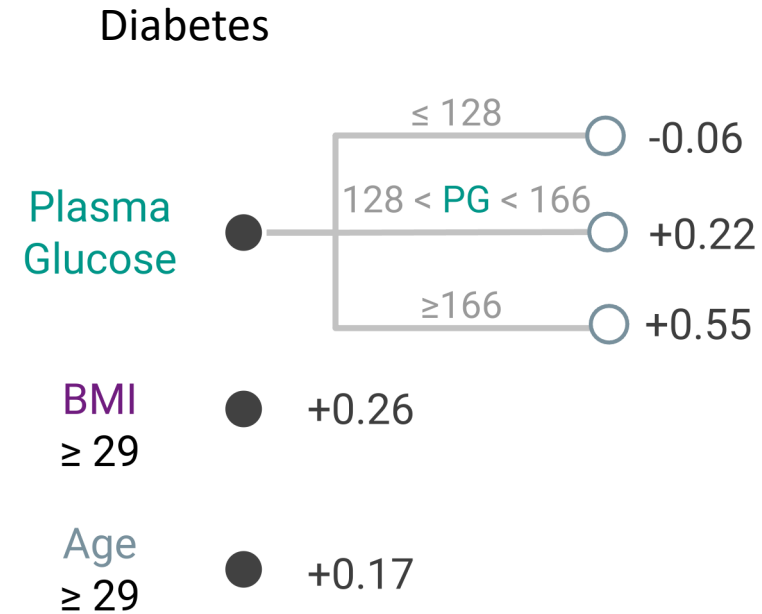 Diabetes
≤ 128
-0.06
Plasma
Glucose
128 < PG < 166
+0.22
≥166
+0.55
BMI
≥ 29
+0.26
Age
≥ 29
+0.17